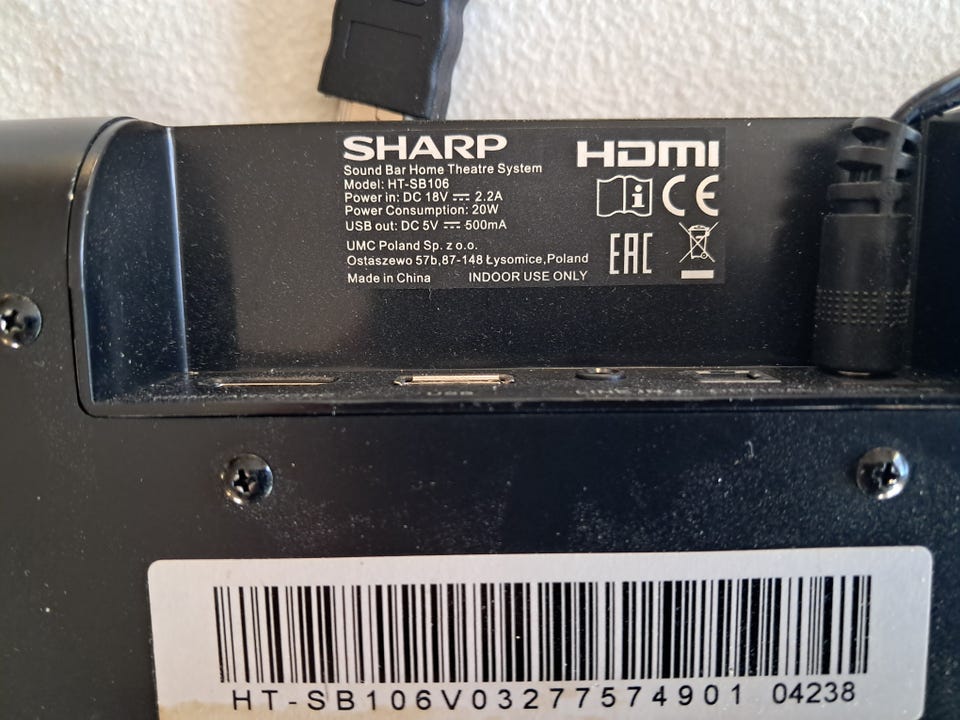 SHARP
Sound Bar Home Theatre System
Model: HT-SB106
Power in: DC 18V ⎓ 2.2A
Power Consumption: 20W
USB out: DC 5V ⎓ 500mA
UMC Poland Sp. z o.o.
Ostaszewo 57b,87-148 Łysomice,Poland
Made in China INDOOR USE ONLY
HDMI
i
CE
EAC
USB
HT-SB106V03277574901 04238